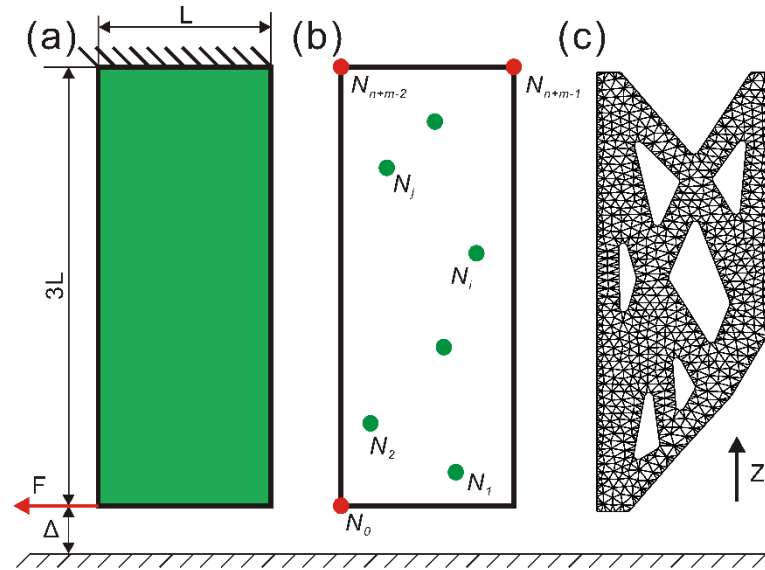 (a)
L
3L
F
Δ
(b)
N_{n+m-2}
N_{n+m-1}
N_j
N_i
N_2
N_1
N_0
(c)
Z